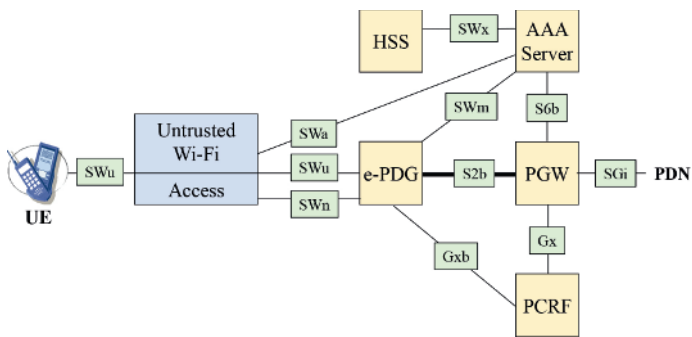 HSS
SWx
AAA
Server
SWm
S6b
Untrusted
Wi-Fi
Access
SWa
SWu
SWu
e-PDG
S2b
PGW
SGi
PDN
UE
SWn
Gxb
Gx
PCRF